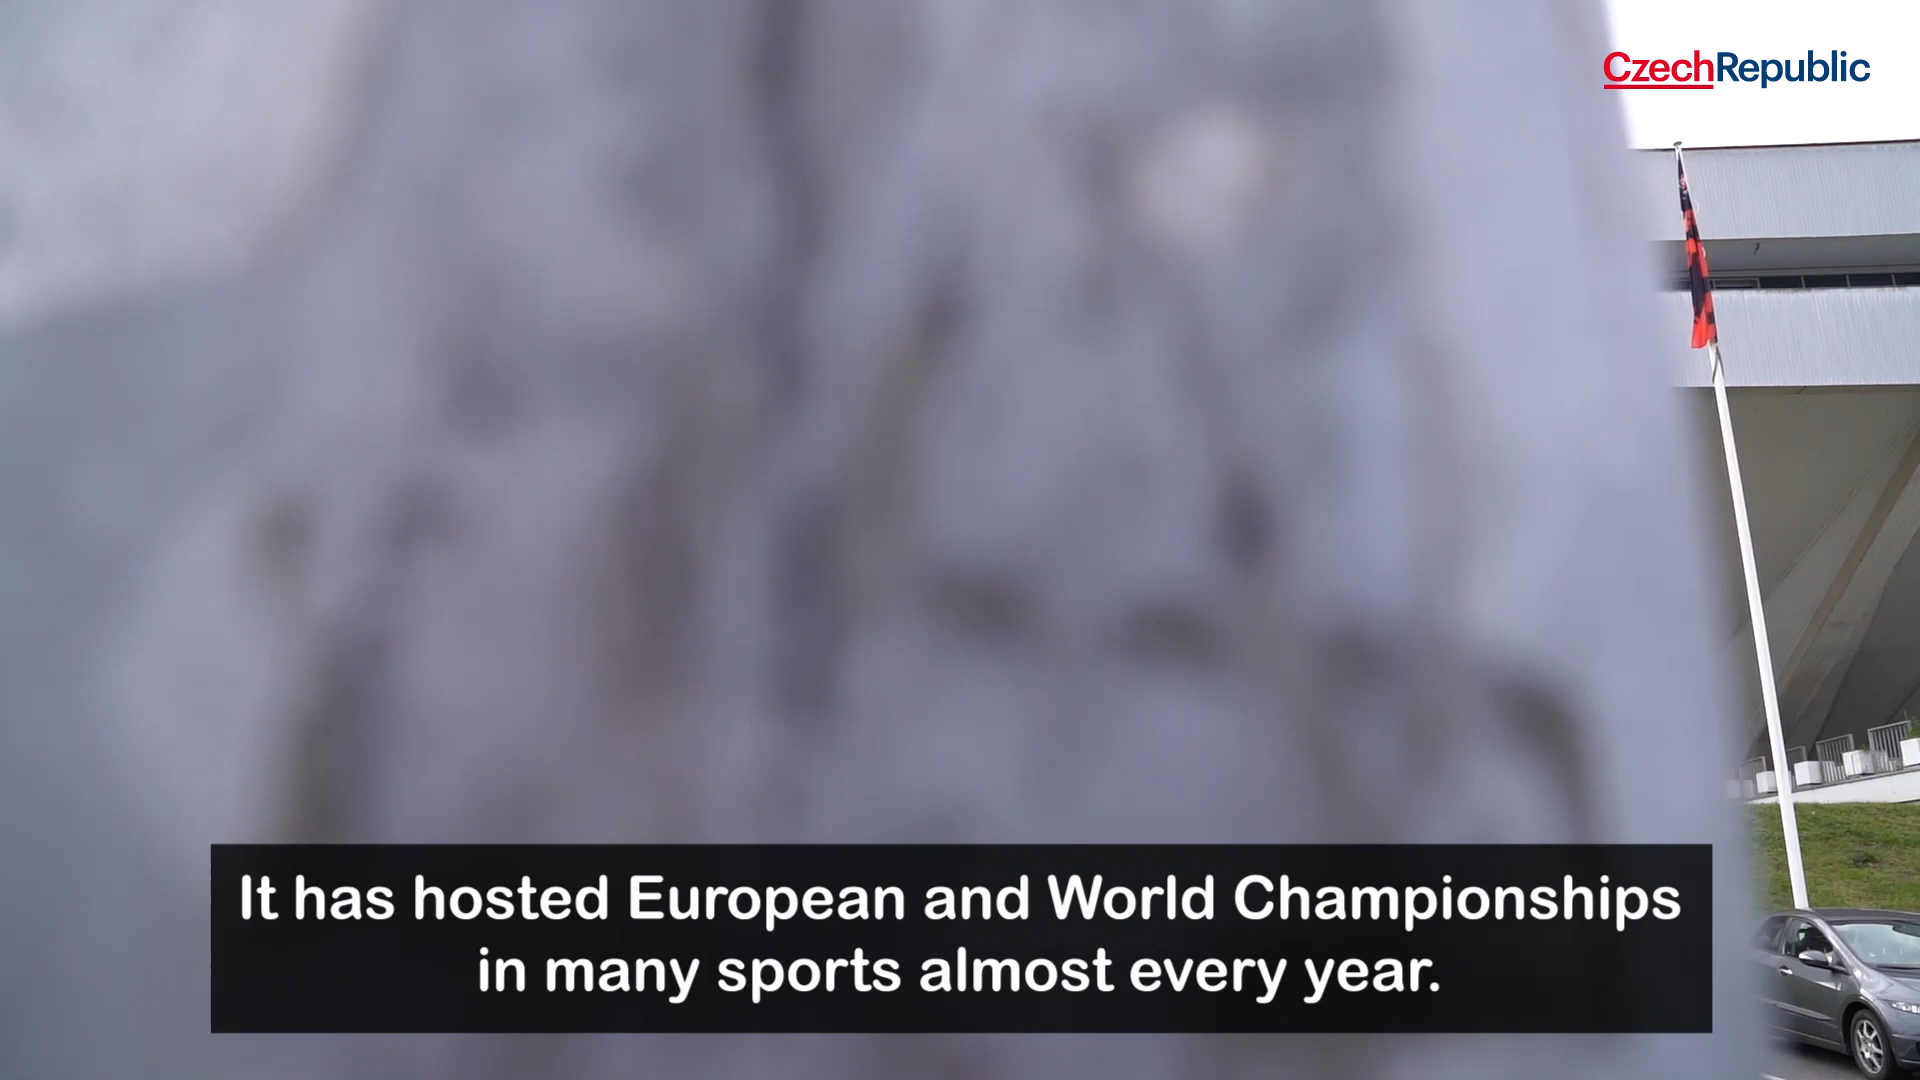 CzechRepublic
It has hosted European and World Championships
in many sports almost every year.